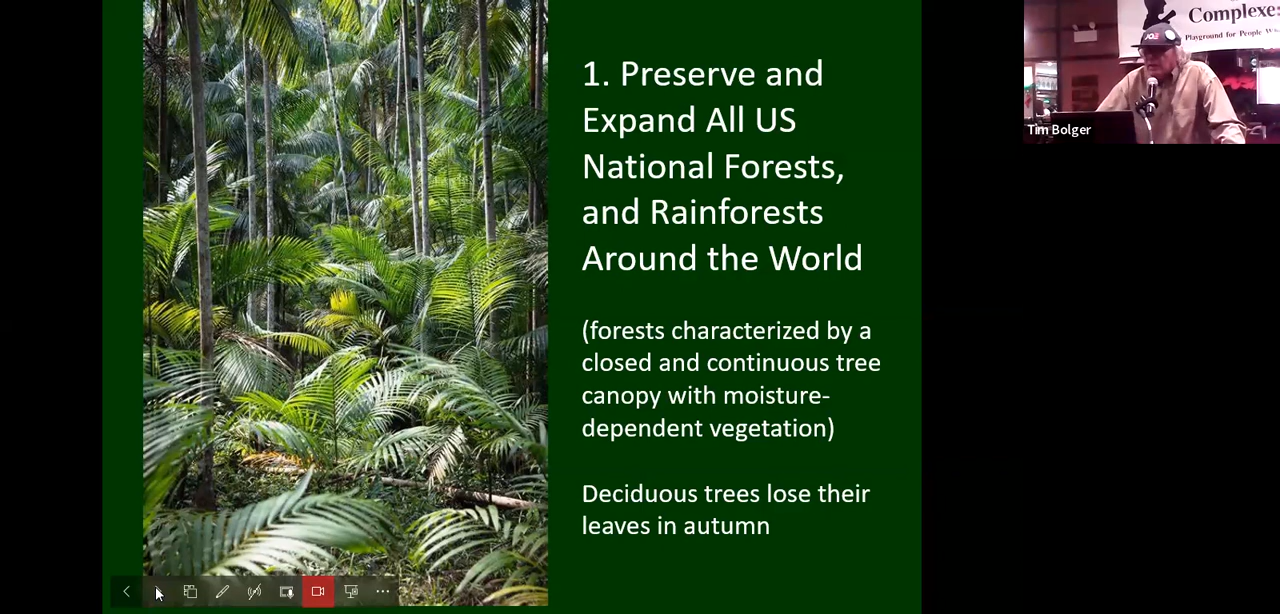 1. Preserve and
Expand All US
National Forests,
and Rainforests
Around the World
(forests characterized by a
closed and continuous tree
canopy with moisture-
dependent vegetation)
Deciduous trees lose their
leaves in autumn
Complexe
Playground for People
Tim Bolger